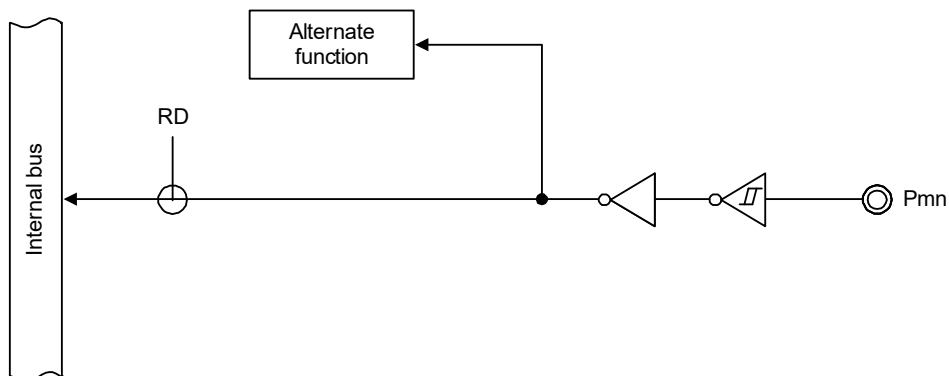 Alternate
function
RD
Internal bus
Pmn